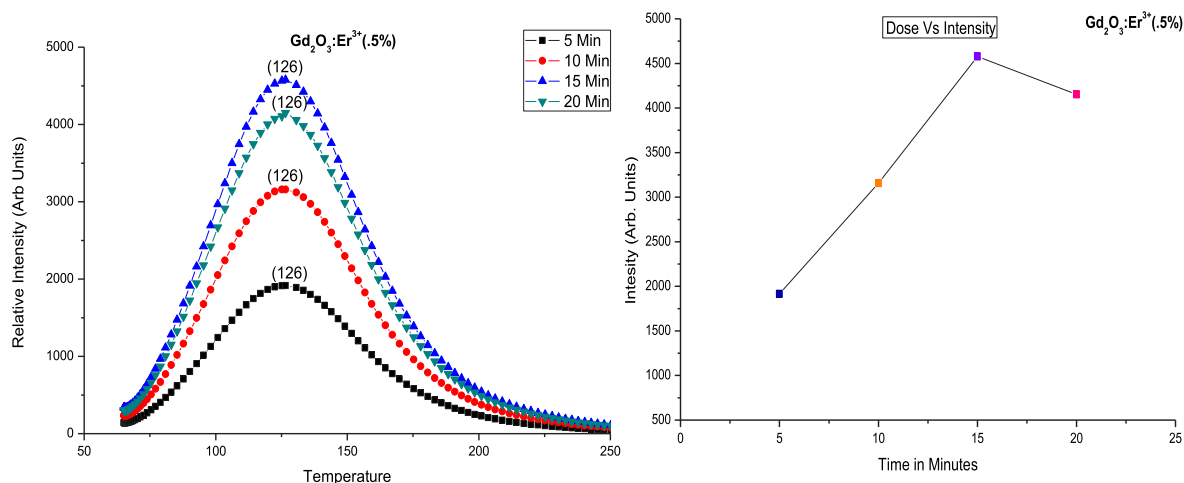 Gd2O3:Er3+(.5%)
5 Min
10 Min
15 Min
20 Min
(126)
(126)
(126)
(126)
5000
4000
3000
2000
1000
0
50
100
150
200
250
Relative Intensity (Arb Units)
Temperature
Dose Vs Intensity
Gd2O3:Er3+(.5%)
5000
4500
4000
3500
3000
2500
2000
4500
4000
500
0
5
10
15
20
25
Intesity (Arb. Units)
Time in Minutes